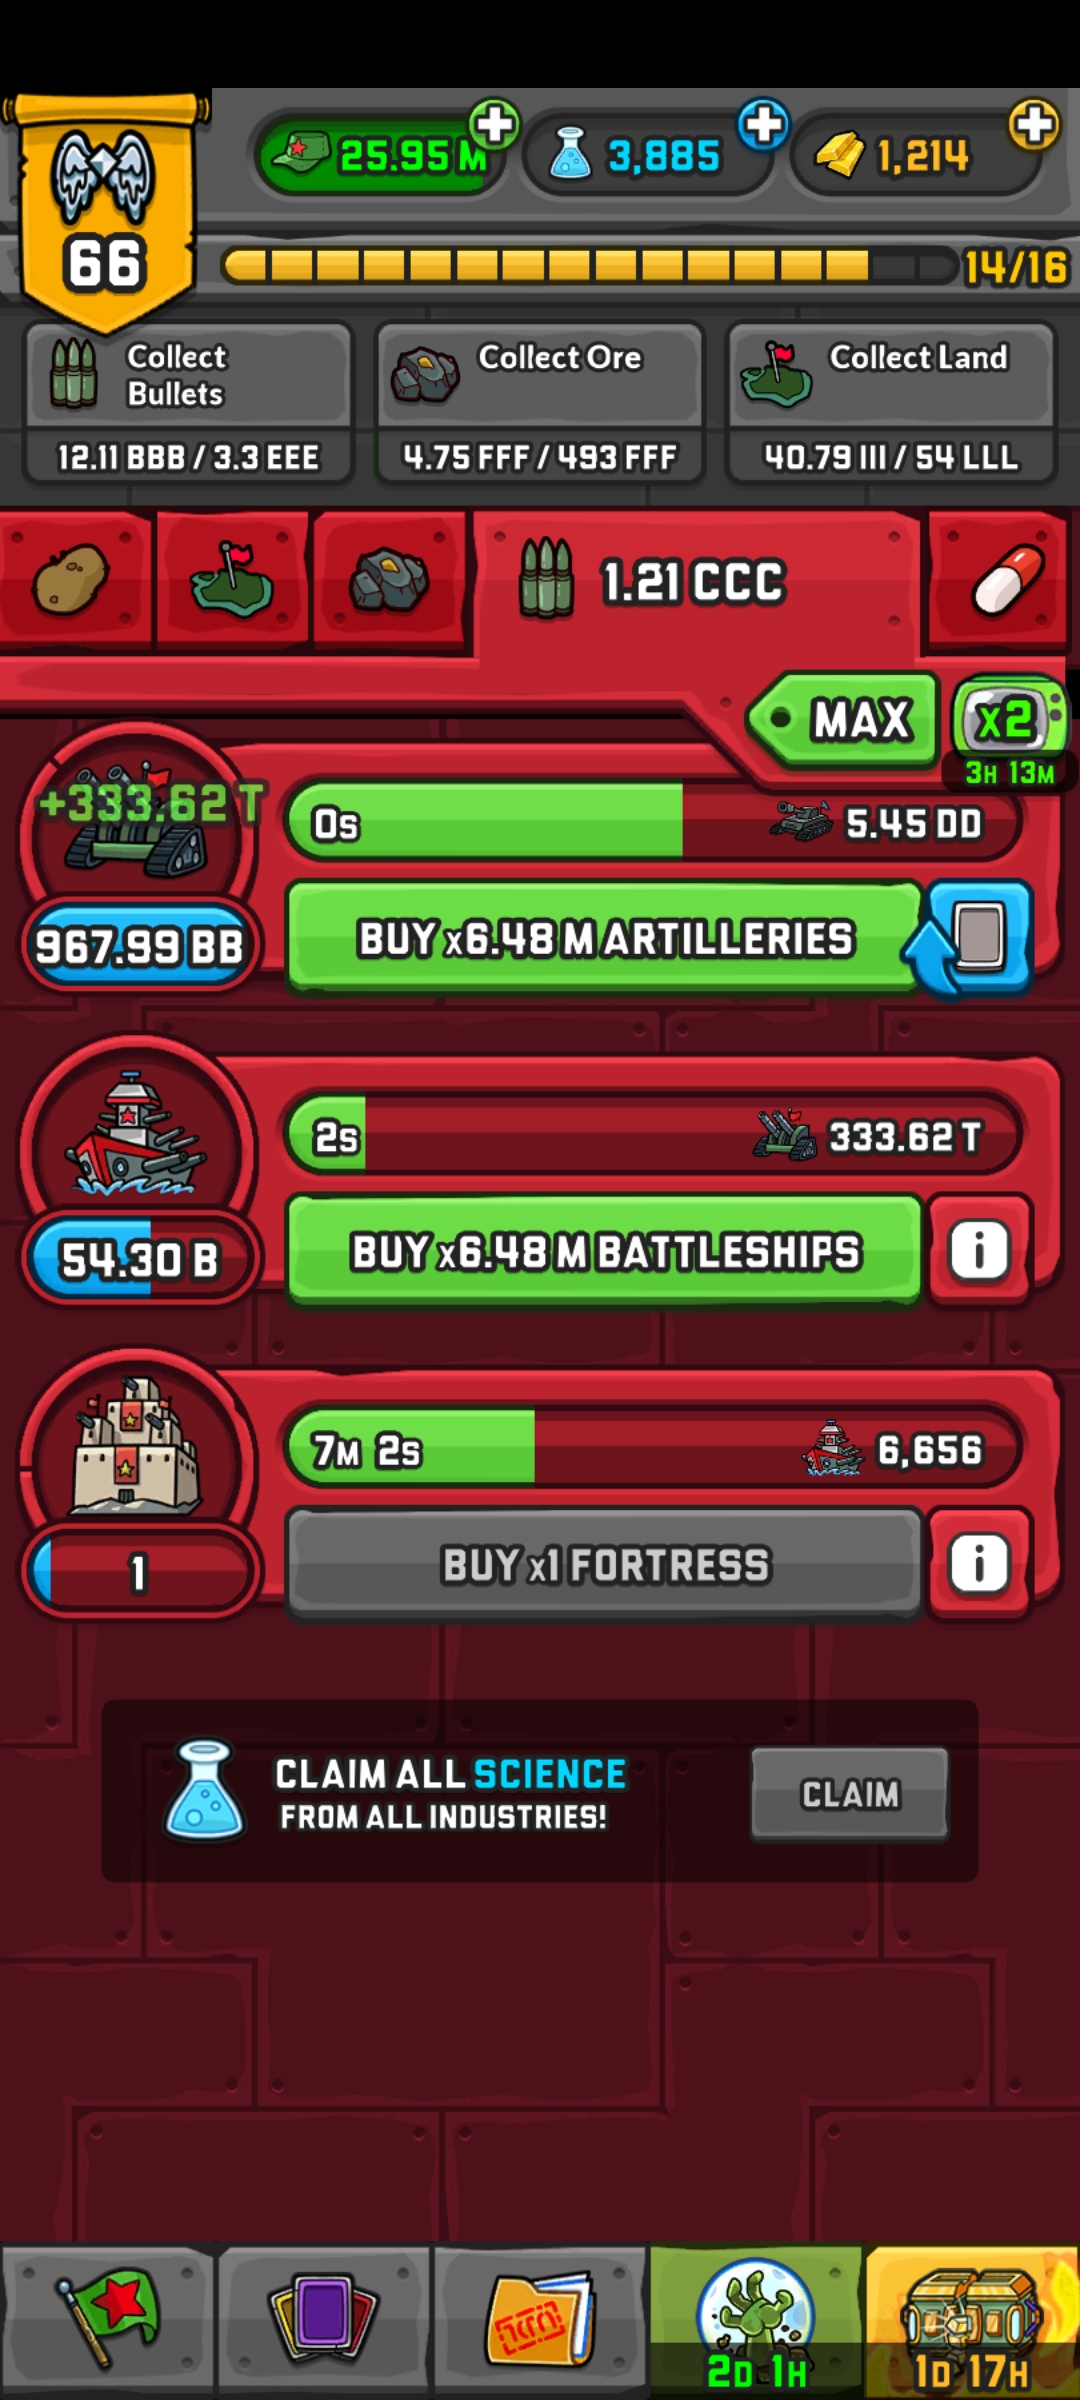 25.95 M
3,885
1,214
66
14/16
Collect
Bullets
12.11 BBB / 3.3 EEE
Collect Ore
4.75 FFF / 493 FFF
Collect Land
40.79 III / 54 LLL
1.21 CCC
MAX
x2
3H 13M
+333.62 T
0s
5.45 DD
967.99 BB
BUY x6.48 M ARTILLERIES
2s
333.62 T
54.30 B
BUY x6.48 M BATTLESHIPS
i
7M 2s
6,656
1
BUY x1 FORTRESS
i
CLAIM ALL SCIENCE
FROM ALL INDUSTRIES!
CLAIM
2D 1H
1D 17H